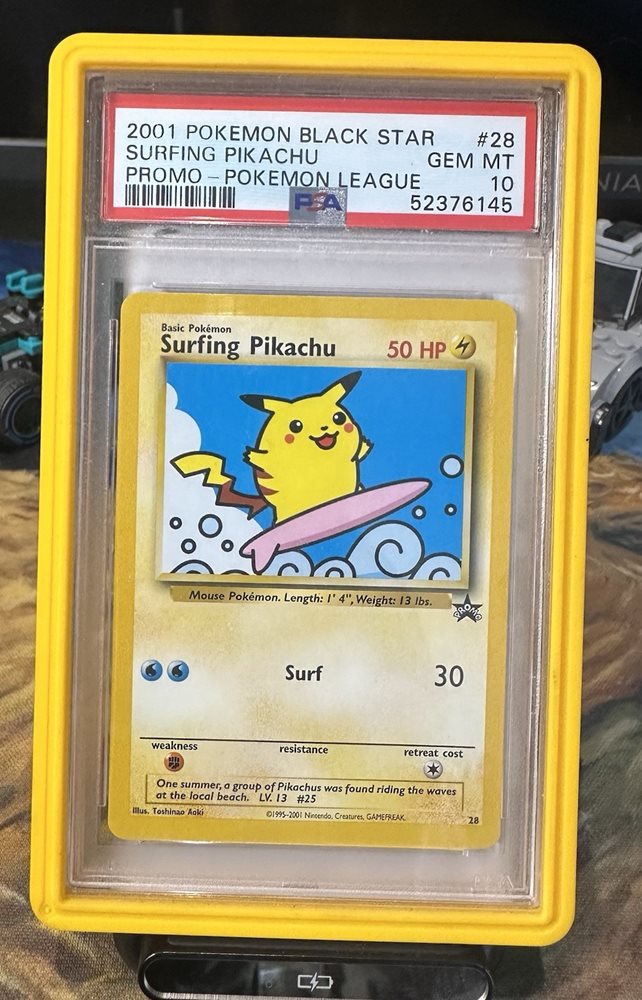 2001 POKEMON BLACK STAR #28
SURFING PIKACHU GEM MT
PROMO - POKEMON LEAGUE 10
PSA 52376145
Basic Pokémon
Surfing Pikachu 50 HP
Mouse Pokémon. Length: 1' 4", Weight: 13 lbs.
PROMO
Surf 30
weakness resistance retreat cost
One summer, a group of Pikachus was found riding the waves
at the local beach. LV. 13 #25
Illus. Toshinao Aoki ©1995-2001 Nintendo, Creatures, GAMEFREAK. 28